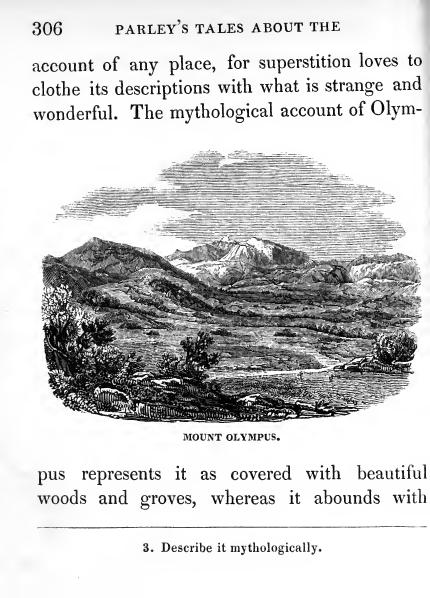 306 PARLEY'S TALES ABOUT THE
account of any place, for superstition loves to
clothe its descriptions with what is strange and
wonderful. The mythological account of Olym-
MOUNT OLYMPUS.
pus represents it as covered with beautiful
woods and groves, whereas it abounds with
3. Describe it mythologically.